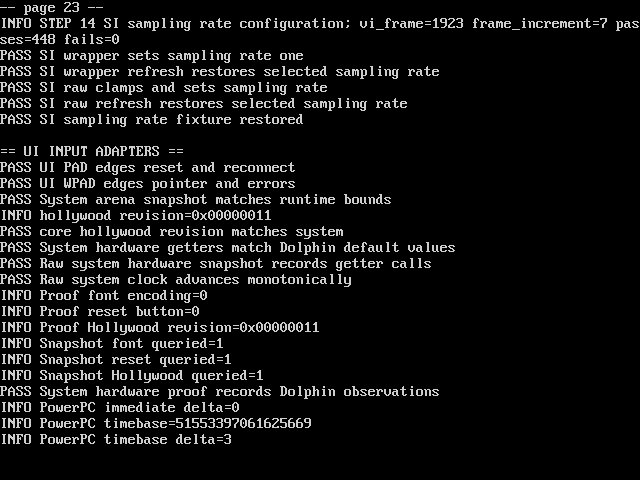 -- page 23 --
INFO STEP 14 SI sampling rate configuration; vi_frame=1923 frame_increment=7 pas
ses=448 fails=0
PASS SI wrapper sets sampling rate one
PASS SI wrapper refresh restores selected sampling rate
PASS SI raw clamps and sets sampling rate
PASS SI raw refresh restores selected sampling rate
PASS SI sampling rate fixture restored
== UI INPUT ADAPTERS ==
PASS UI PAD edges reset and reconnect
PASS UI WPAD edges pointer and errors
PASS System arena snapshot matches runtime bounds
INFO hollywood revision=0x00000011
PASS core hollywood revision matches system
PASS System hardware getters match Dolphin default values
PASS Raw system hardware snapshot records getter calls
PASS Raw system clock advances monotonically
INFO Proof font encoding=0
INFO Proof reset button=0
INFO Proof Hollywood revision=0x00000011
INFO Snapshot font queried=1
INFO Snapshot reset queried=1
INFO Snapshot Hollywood queried=1
PASS System hardware proof records Dolphin observations
INFO PowerPC immediate delta=0
INFO PowerPC timebase=51553397061625669
INFO PowerPC timebase delta=3